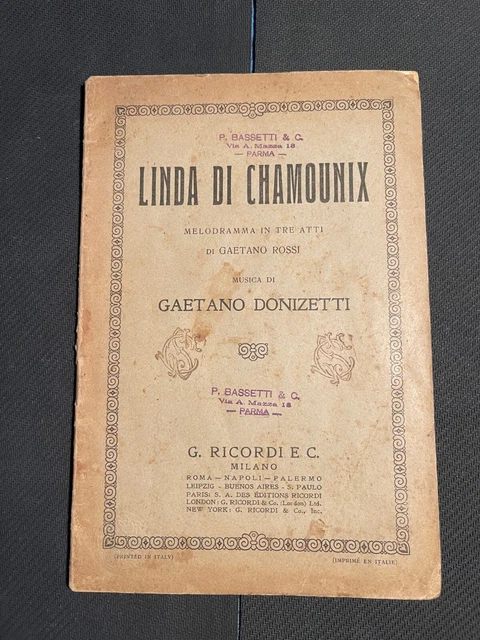 P. BASSETTI & C.
Via A. Mazza 18
— PARMA —
LINDA DI CHAMOUNIX
MELODRAMMA IN TRE ATTI
DI GAETANO ROSSI
MUSICA DI
GAETANO DONIZETTI
P. BASSETTI & C.
Via A. Mazza 18
— PARMA —
G. RICORDI E C.
MILANO
ROMA — NAPOLI — PALERMO
LEIPZIG - BUENOS AIRES - S. PAULO
PARIS: S. A. DES ÉDITIONS RICORDI
LONDON: G. RICORDI & Co. (London) Ltd.
NEW YORK: G. RICORDI & Co., Inc.
(PRINTED IN ITALY) (IMPRIMÉ EN ITALIE)